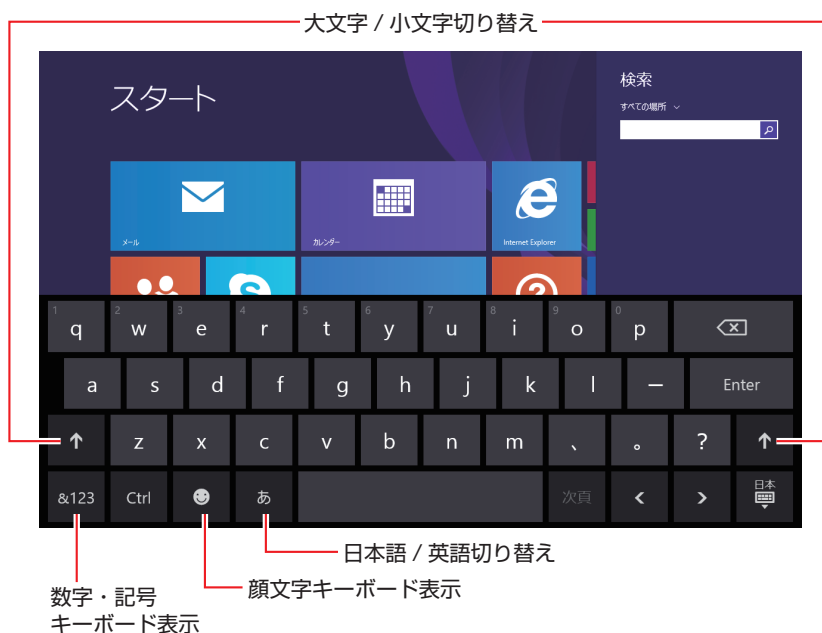 大文字 / 小文字切り替え
スタート
検索
すべての場所
メール
カレンダー
Internet Explorer
1 2 3 4 5 6 7 8 9 0
q w e r t y u i o p
a s d f g h j k l ー Enter
z x c v b n m 、 。 ?
&123 Ctrl あ 次頁 < > 日本
日本語 / 英語切り替え
顔文字キーボード表示
数字・記号
キーボード表示